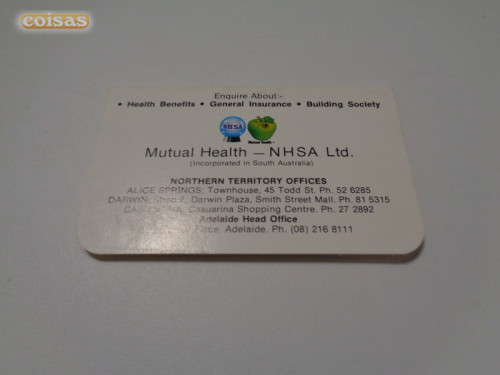 coisas
Enquire About:-
• Health Benefits • General Insurance • Building Society
NHSA
Mutual Health
Mutual Health — NHSA Ltd.
(Incorporated in South Australia)
NORTHERN TERRITORY OFFICES
ALICE SPRINGS: Townhouse, 45 Todd St. Ph. 52 6285
DARWIN: Shop 7, Darwin Plaza, Smith Street Mall. Ph. 81 5315
Casuarina Shopping Centre. Ph. 27 2892
Adelaide Head Office
Place, Adelaide. Ph. (08) 216 8111